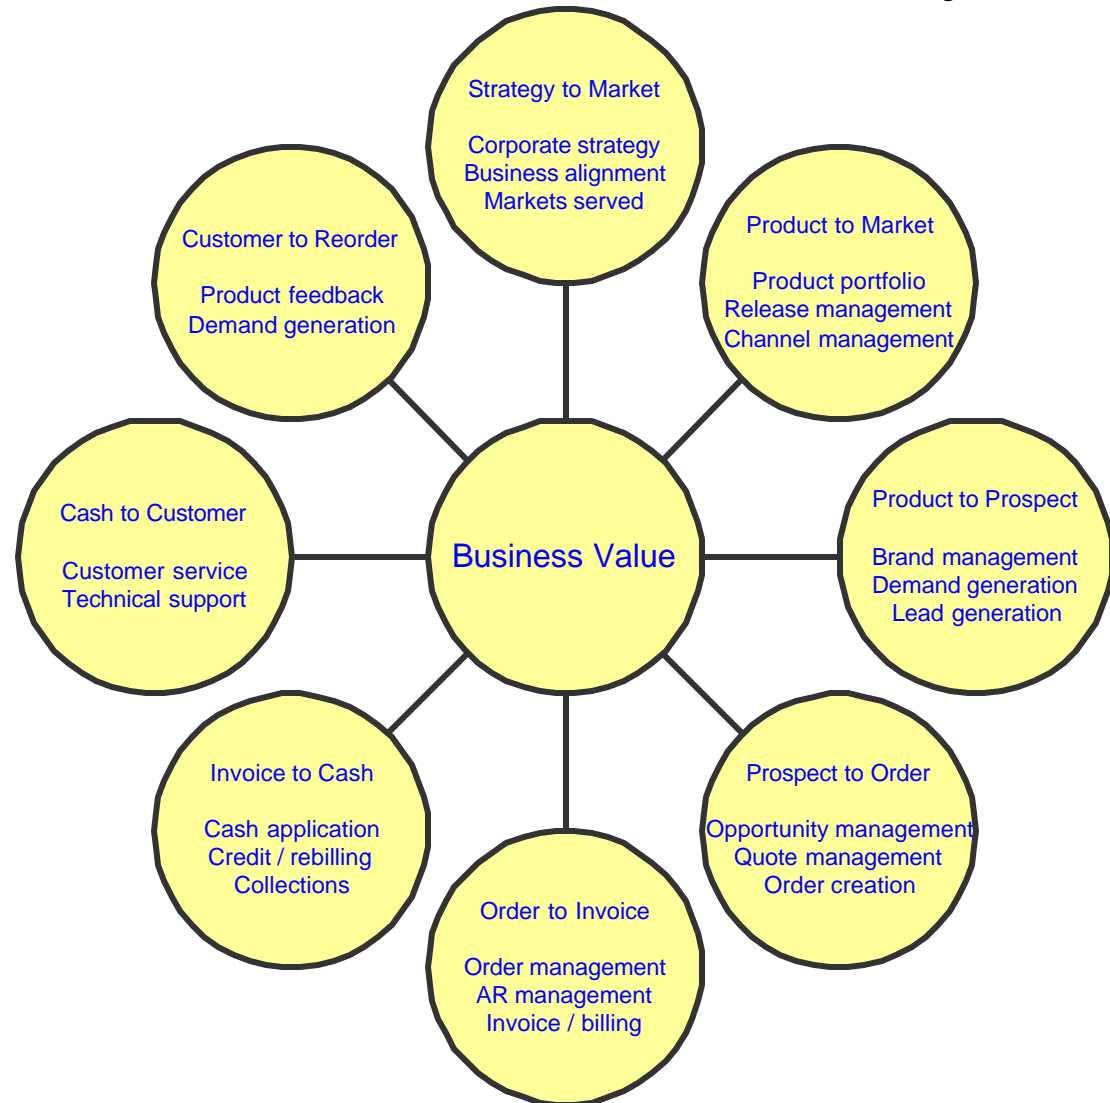 Strategy to Market
Corporate strategy
Business alignment
Markets served
Product to Market
Product portfolio
Release management
Channel management
Product to Prospect
Brand management
Demand generation
Lead generation
Prospect to Order
Opportunity management
Quote management
Order creation
Order to Invoice
Order management
AR management
Invoice / billing
Invoice to Cash
Cash application
Credit / rebilling
Collections
Cash to Customer
Customer service
Technical support
Customer to Reorder
Product feedback
Demand generation
Business Value